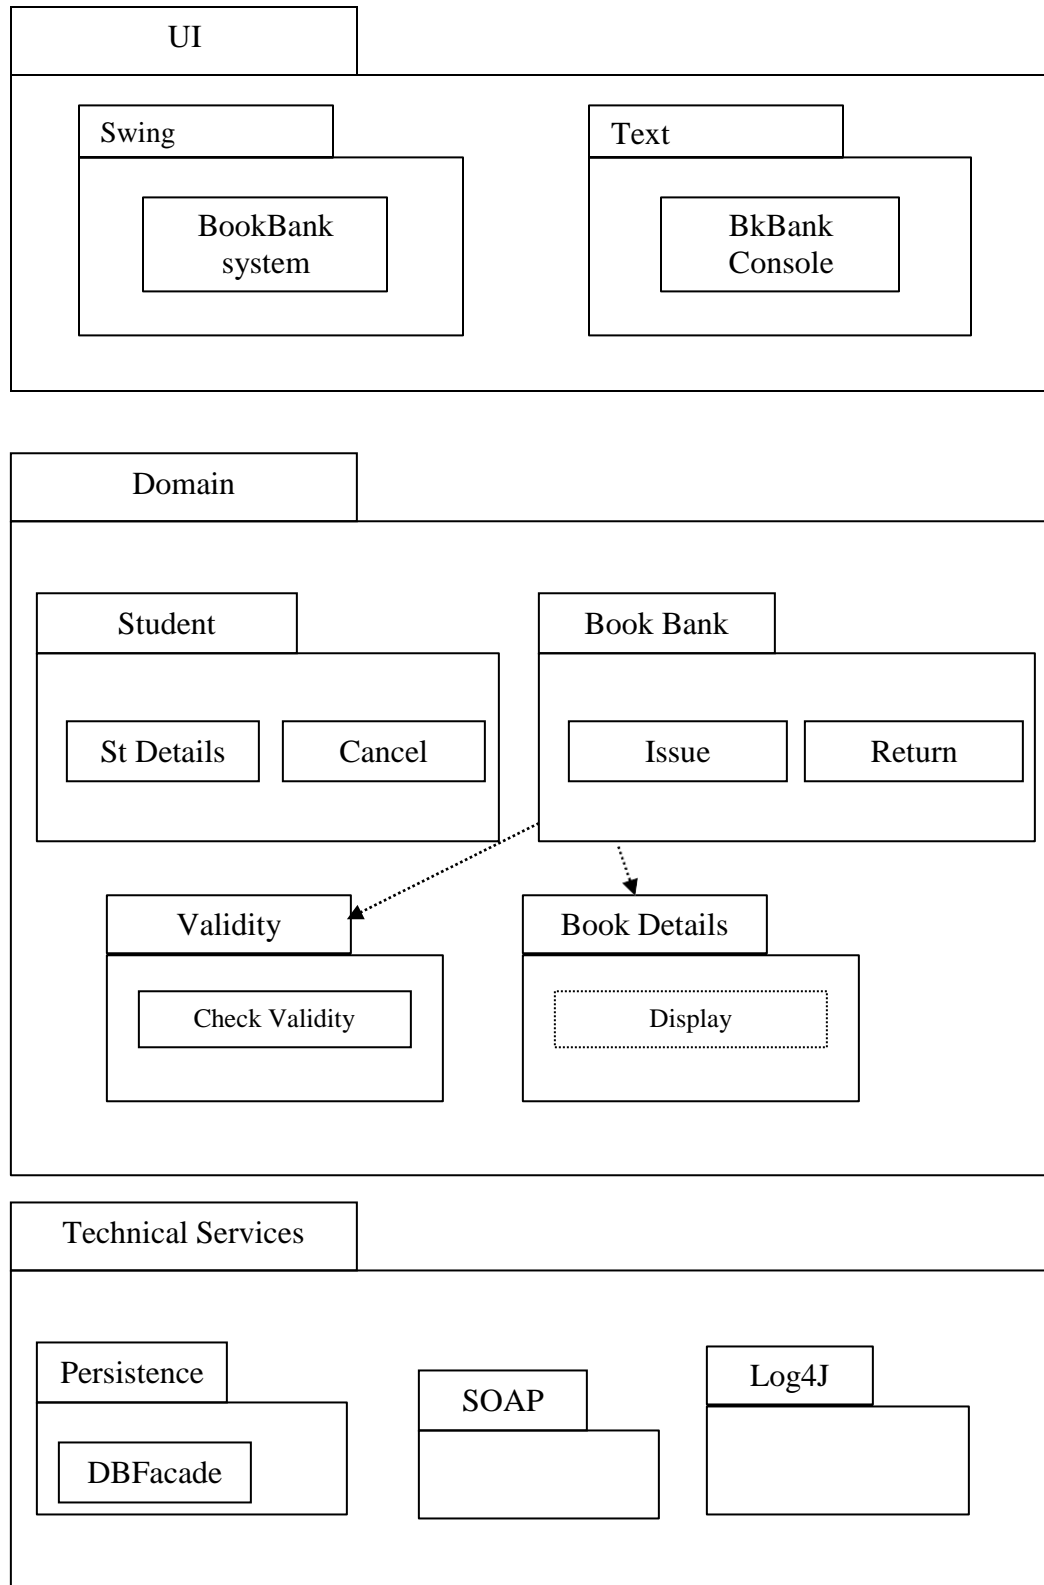 UI
Swing
Text
BookBank
system
BkBank
Console
Domain
Student
Book Bank
St Details
Cancel
Issue
Return
Validity
Book Details
Check Validity
Display
Technical Services
Persistence
SOAP
Log4J
DBFacade